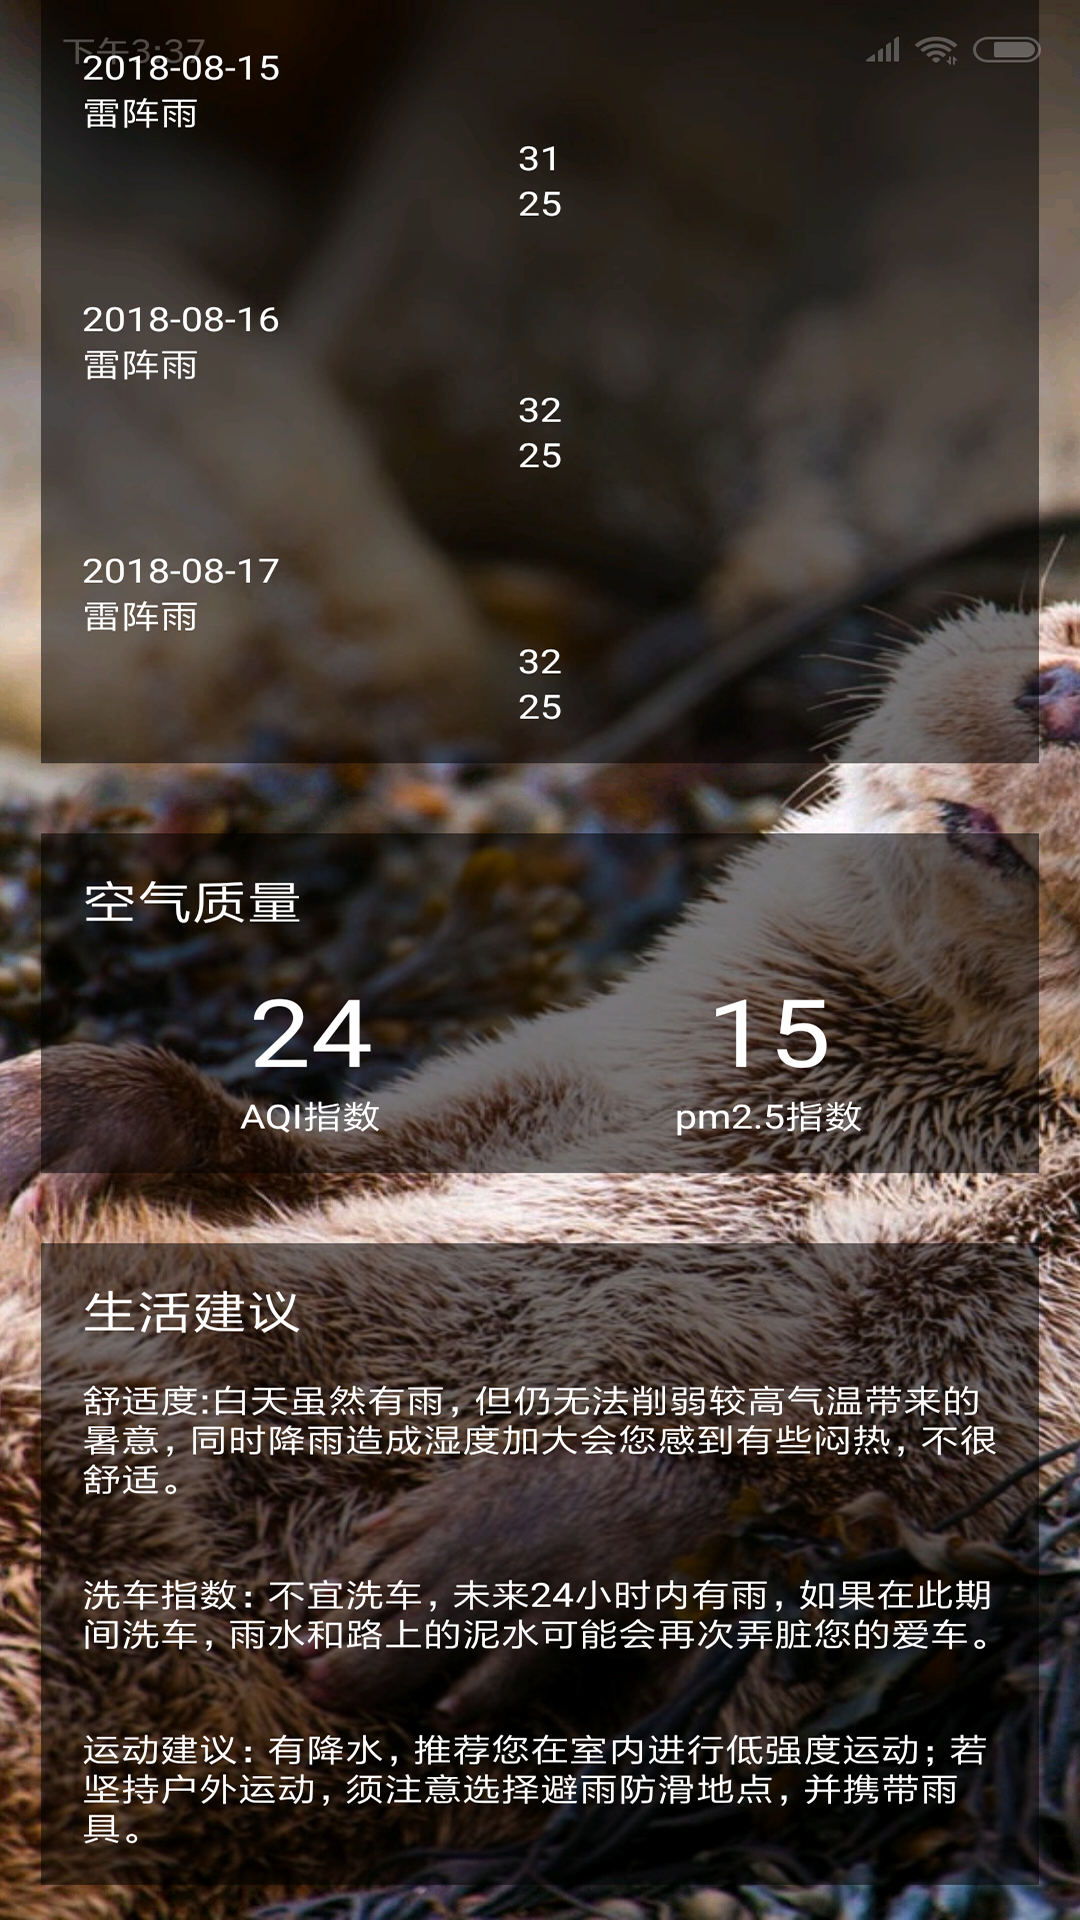 下午3:37
2018-08-15
雷阵雨
31
25
2018-08-16
雷阵雨
32
25
2018-08-17
雷阵雨
32
25
空气质量
24 15
AQI指数 pm2.5指数
生活建议
舒适度:白天虽然有雨，但仍无法削弱较高气温带来的
暑意，同时降雨造成湿度加大会您感到有些闷热，不很
舒适。
洗车指数：不宜洗车，未来24小时内有雨，如果在此期
间洗车，雨水和路上的泥水可能会再次弄脏您的爱车。
运动建议：有降水，推荐您在室内进行低强度运动；若
坚持户外运动，须注意选择避雨防滑地点，并携带雨
具。